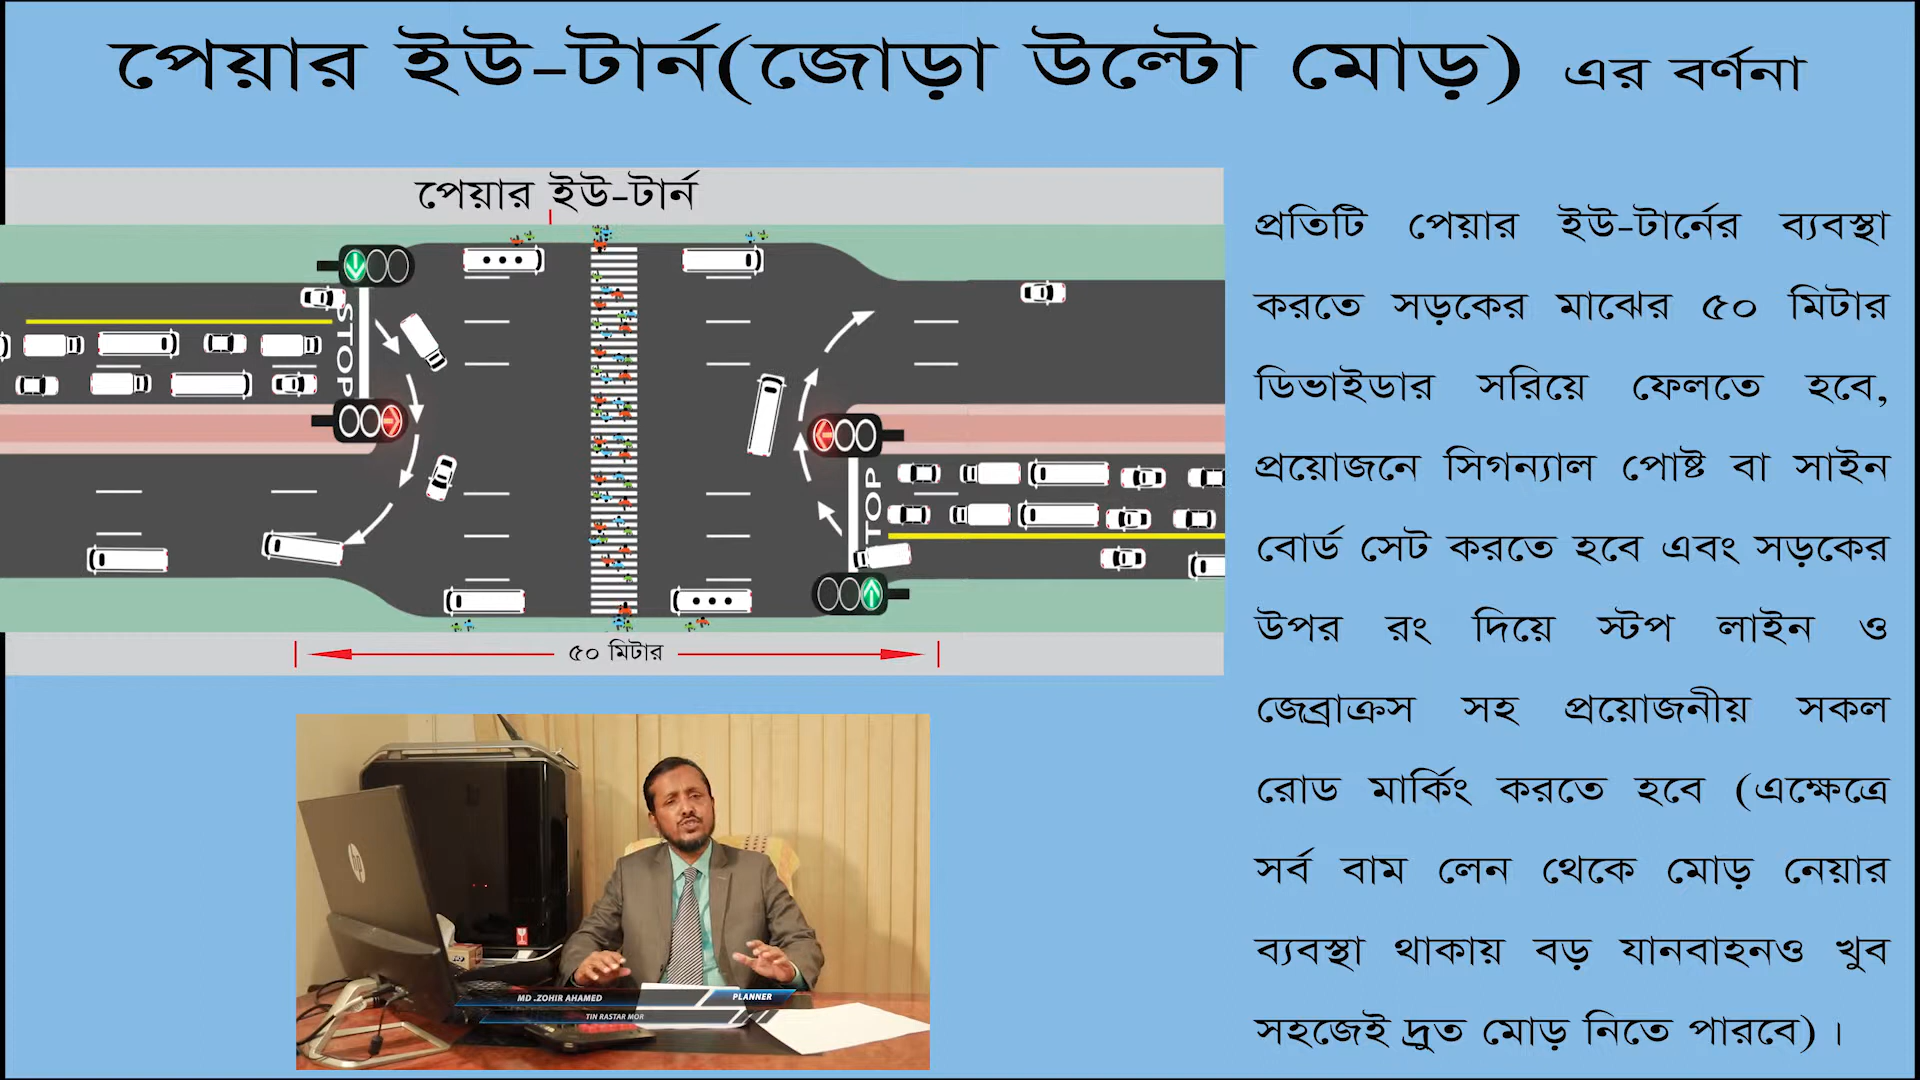 পেয়ার ইউ-টার্ন(জোড়া উল্টো মোড়) এর বর্ণনা
পেয়ার ইউ-টার্ন
STOP
STOP
৫০ মিটার
প্রতিটি পেয়ার ইউ-টার্নের ব্যবস্থা
করতে সড়কের মাঝের ৫০ মিটার
ডিভাইডার সরিয়ে ফেলতে হবে,
প্রয়োজনে সিগন্যাল পোষ্ট বা সাইন
বোর্ড সেট করতে হবে এবং সড়কের
উপর রং দিয়ে স্টপ লাইন ও
জেব্রাক্রস সহ প্রয়োজনীয় সকল
রোড মার্কিং করতে হবে (এক্ষেত্রে
সর্ব বাম লেন থেকে মোড় নেয়ার
ব্যবস্থা থাকায় বড় যানবাহনও খুব
সহজেই দ্রুত মোড় নিতে পারবে)।
hp
MD .ZOHIR AHAMED
PLANNER
TIN RASTAR MOR